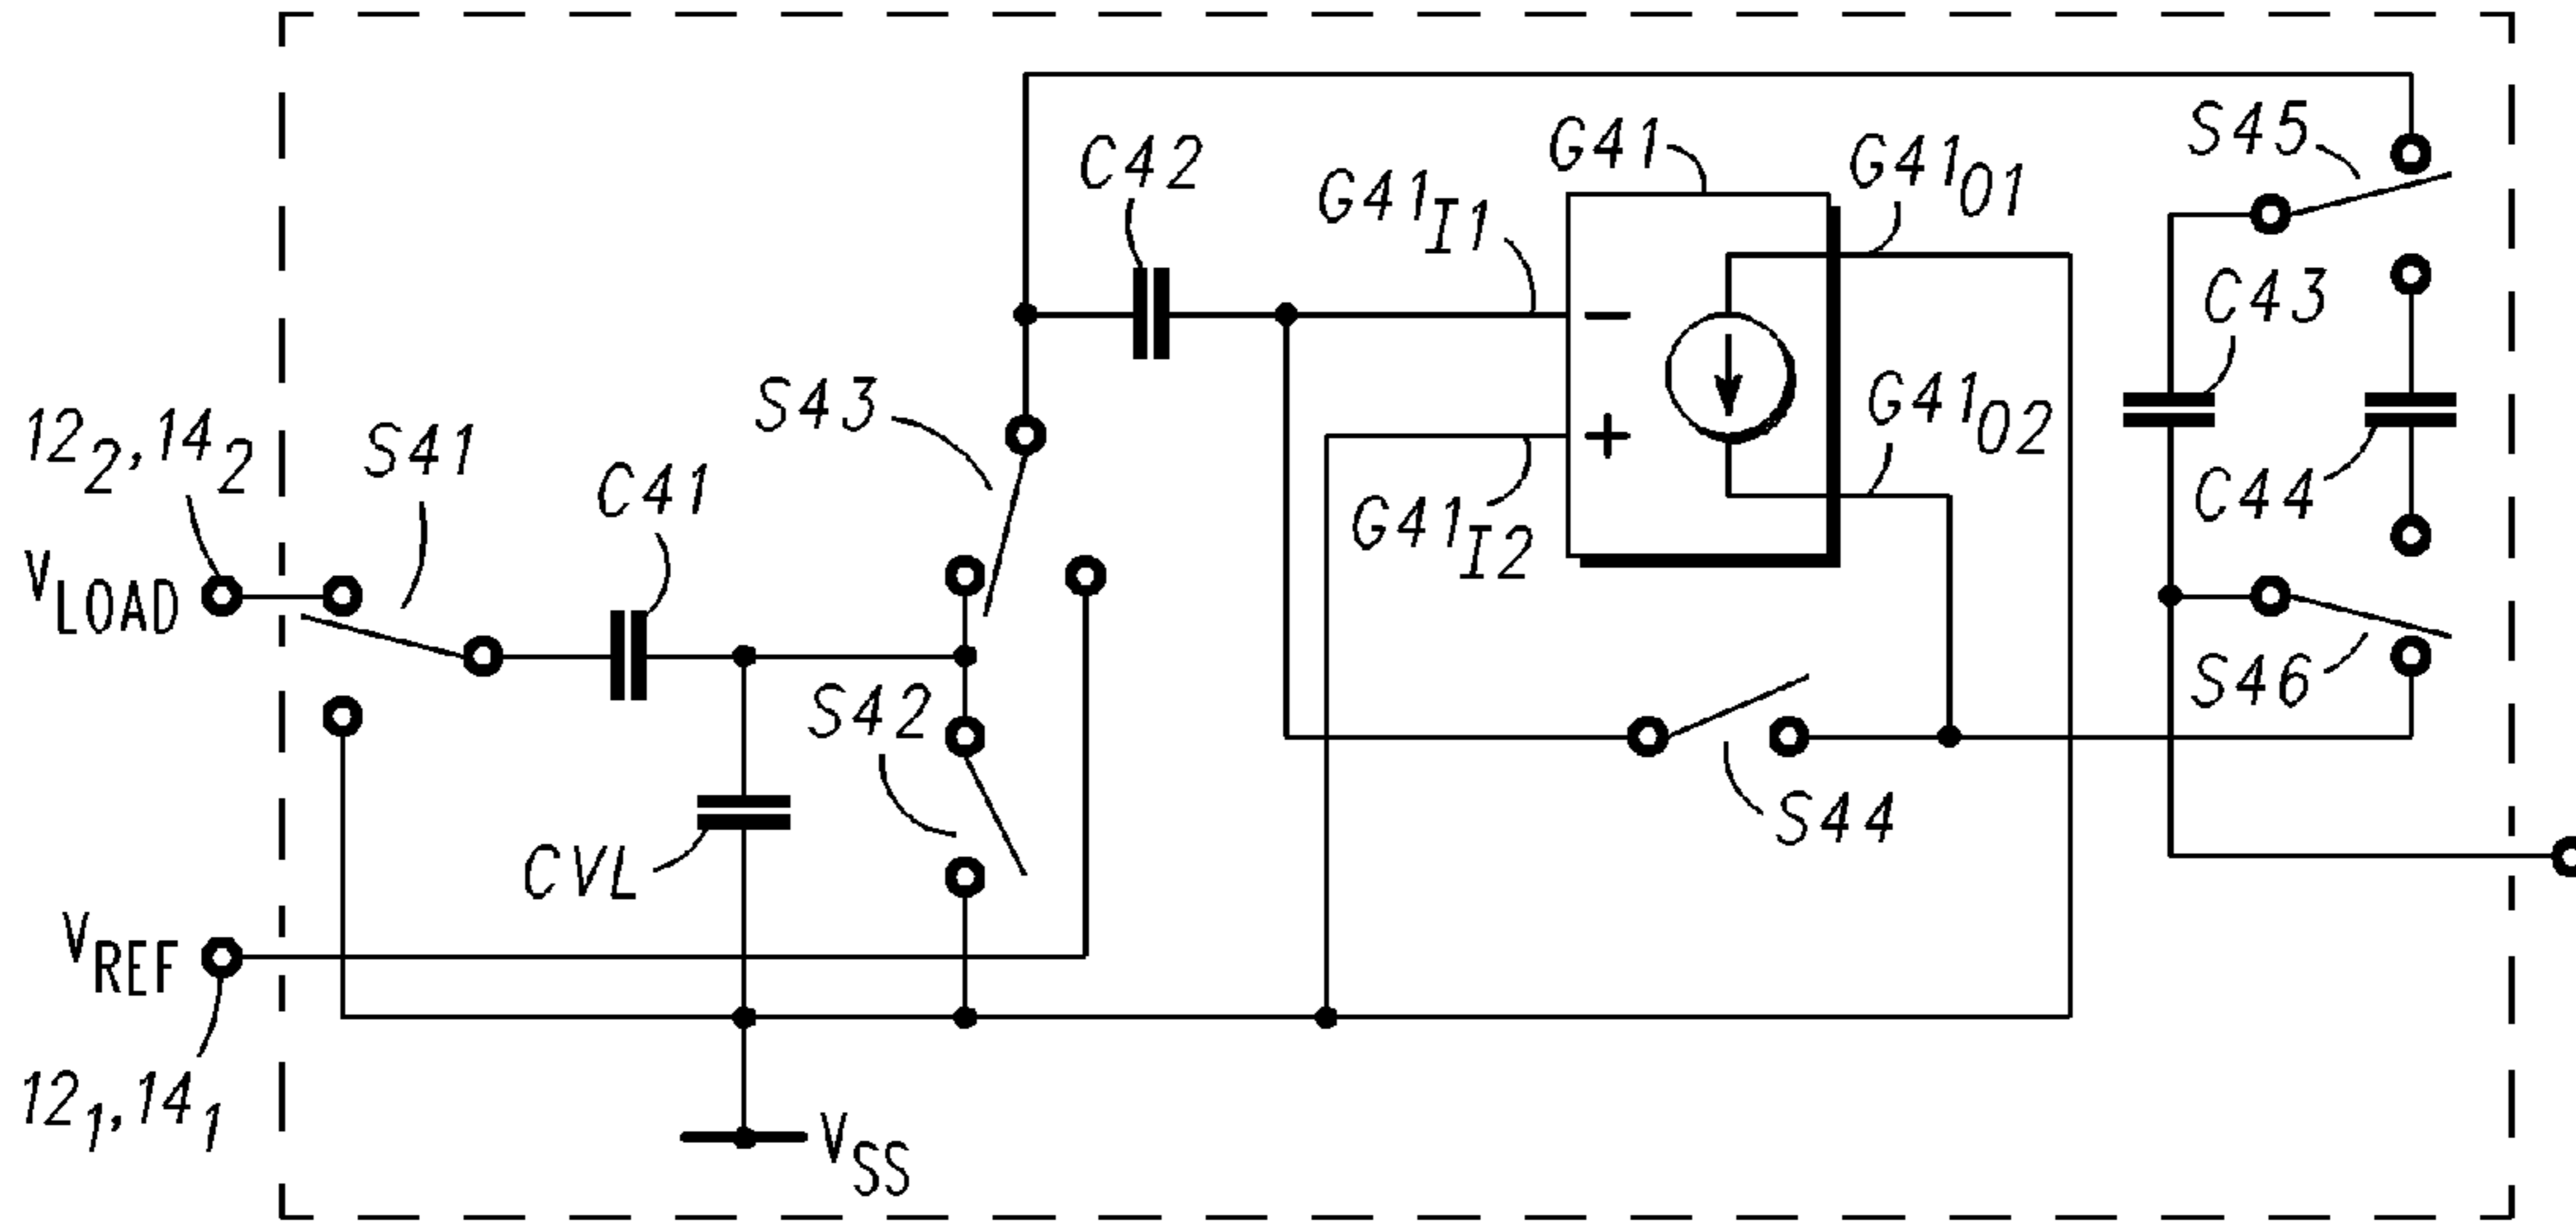 S45
C42
G41
G41O1
G41I1
C43
S43
G41O2
12₂,14₂
S41
C41
C44
G41I2
VLOAD
S42
S46
S44
CVL
VREF
12₁,14₁
VSS
−
+